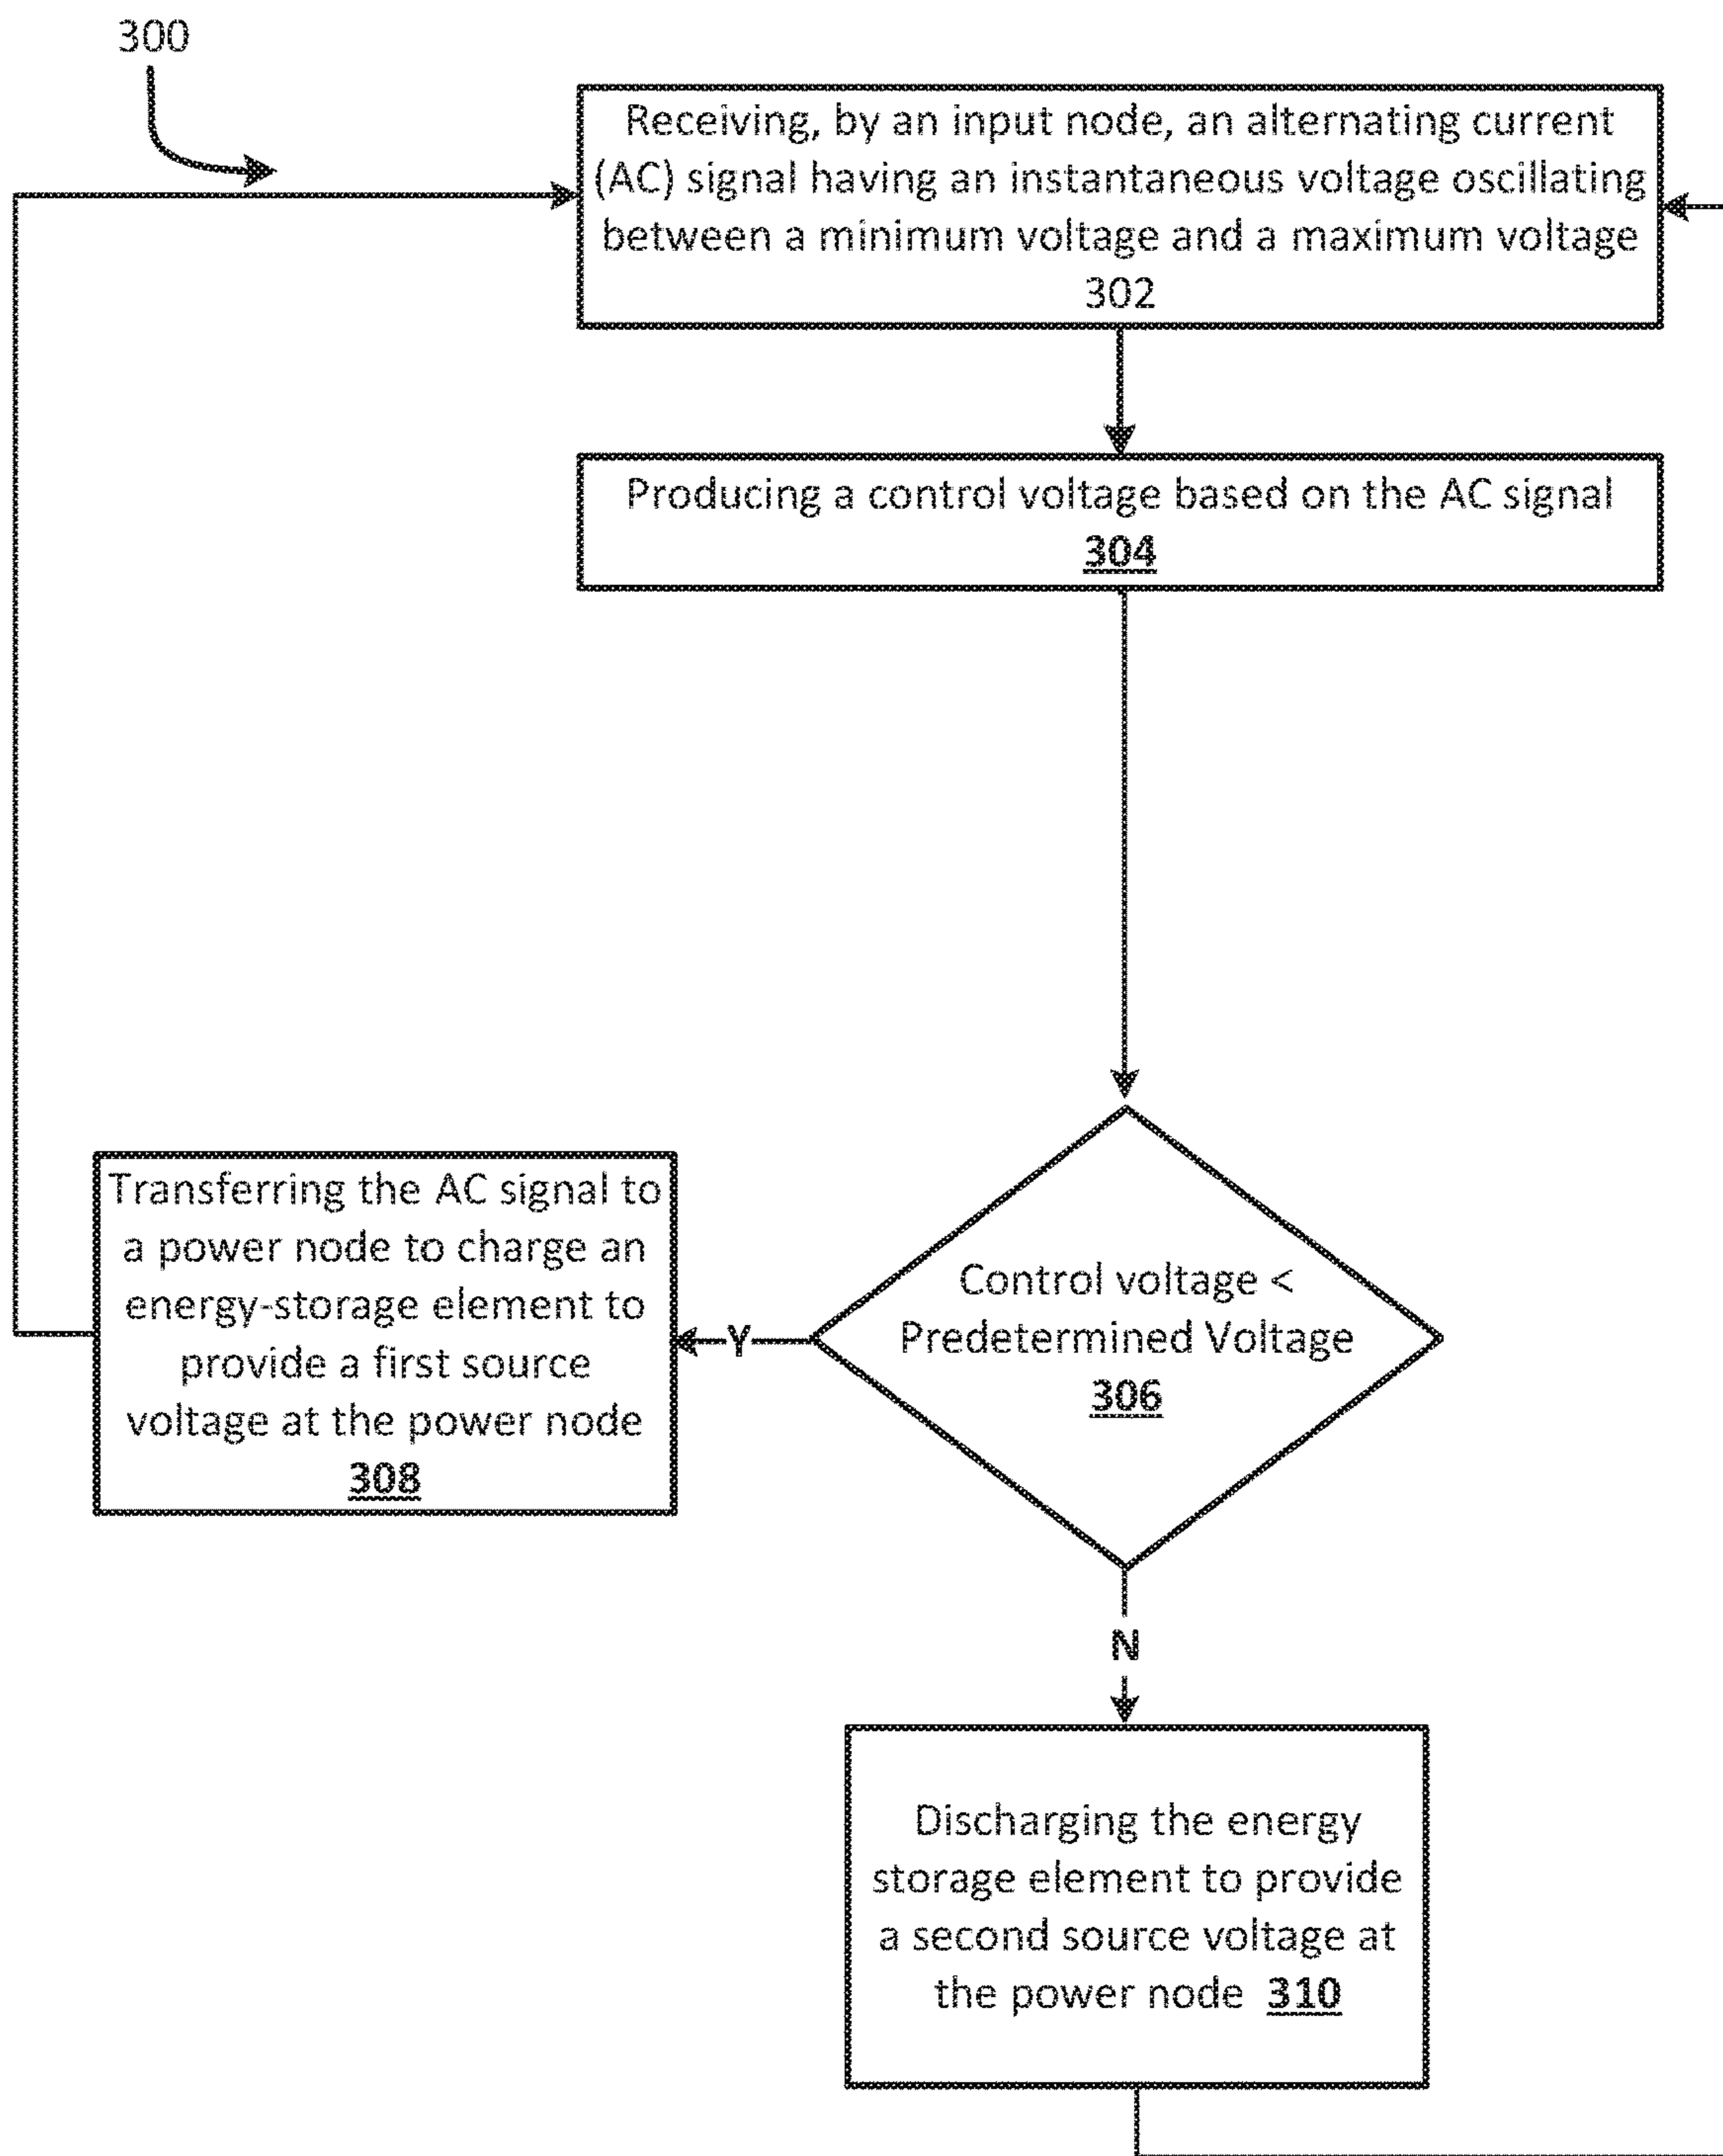 300
Receiving, by an input node, an alternating current
(AC) signal having an instantaneous voltage oscillating
between a minimum voltage and a maximum voltage
302
Producing a control voltage based on the AC signal
304
Transferring the AC signal to
a power node to charge an
energy-storage element to
provide a first source
voltage at the power node
308
Y
Control voltage <
Predetermined Voltage
306
N
Discharging the energy
storage element to provide
a second source voltage at
the power node 310